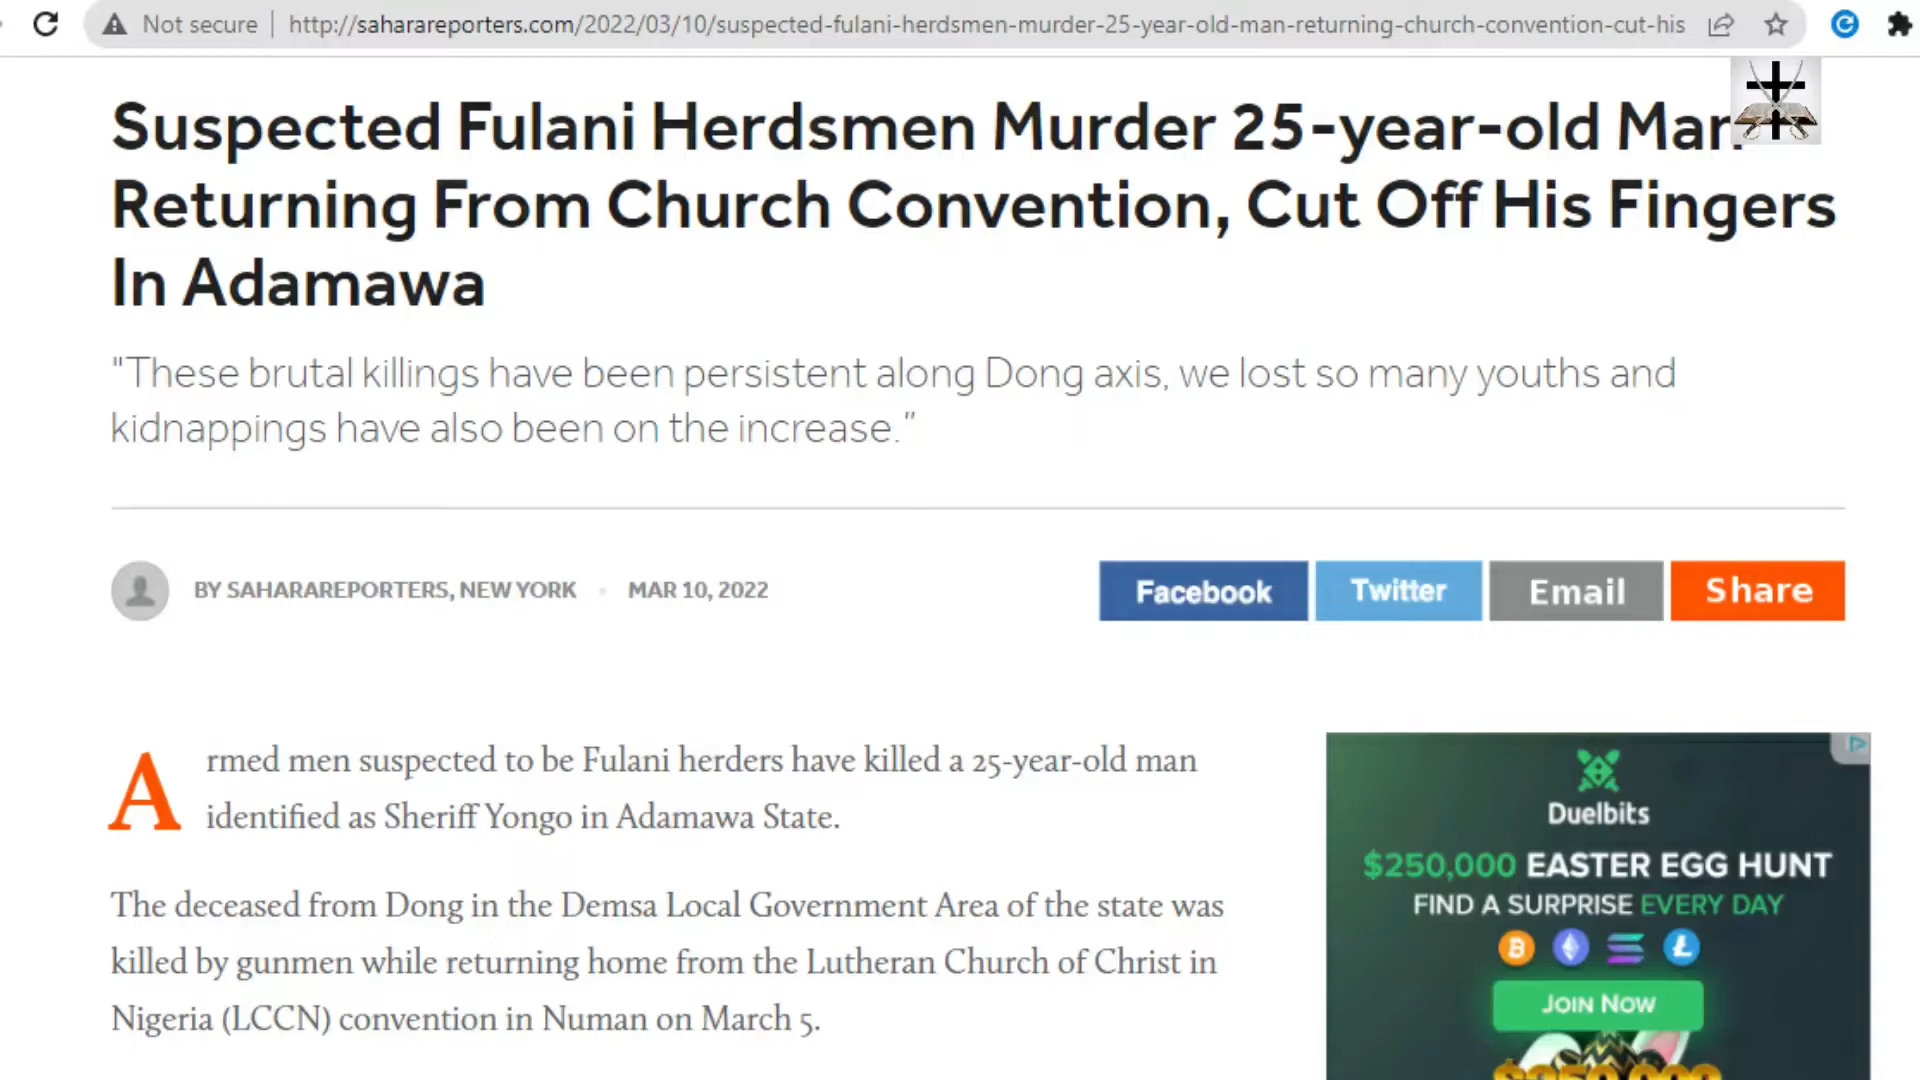 Not secure | http://saharareporters.com/2022/03/10/suspected-fulani-herdsmen-murder-25-year-old-man-returning-church-convention-cut-his
Suspected Fulani Herdsmen Murder 25-year-old Man
Returning From Church Convention, Cut Off His Fingers
In Adamawa
"These brutal killings have been persistent along Dong axis, we lost so many youths and
kidnappings have also been on the increase.”
BY SAHARAREPORTERS, NEW YORK • MAR 10, 2022
Facebook Twitter Email Share
Armed men suspected to be Fulani herders have killed a 25-year-old man
identified as Sheriff Yongo in Adamawa State.
The deceased from Dong in the Demsa Local Government Area of the state was
killed by gunmen while returning home from the Lutheran Church of Christ in
Nigeria (LCCN) convention in Numan on March 5.
Duelbits
$250,000 EASTER EGG HUNT
FIND A SURPRISE EVERY DAY
JOIN NOW